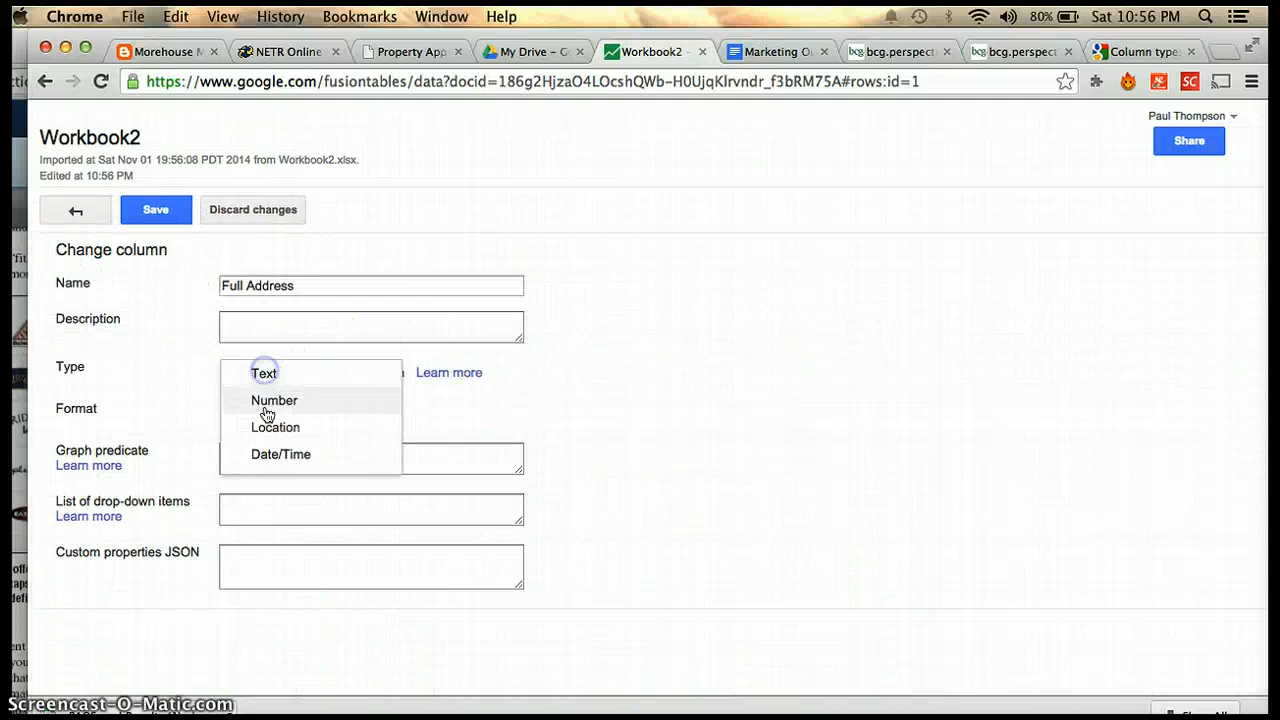 Chrome File Edit View History Bookmarks Window Help 80% Sat 10:56 PM
Morehouse M NETR Online Property App My Drive - G Workbook2 - Marketing O bcg.perspect bcg.perspect Column type
https://www.google.com/fusiontables/data?docid=186g2HjzaO4LOcshQWb-H0UjqKlrvndr_f3bRM75A#rows:id=1
Paul Thompson
Workbook2
Share
Imported at Sat Nov 01 19:56:08 PDT 2014 from Workbook2.xlsx.
Edited at 10:56 PM
Save Discard changes
Change column
Name Full Address
Description
Type Text Learn more
Number
Format
Location
Graph predicate
Date/Time
Learn more
List of drop-down items
Learn more
Custom properties JSON
Screencast-O-Matic.com